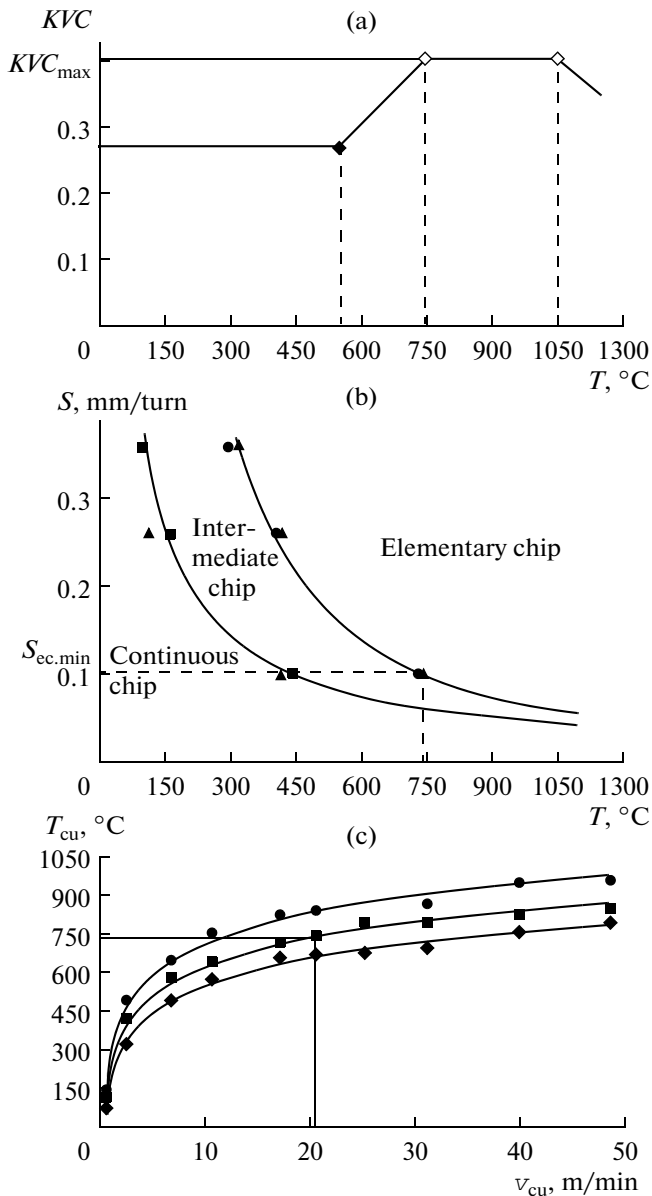 KVC (a)
KVCmax
0.3
0.2
0.1
0 150 300 450 600 750 900 1050 1300
T, °C
S, mm/turn (b)
0.3
Inter-
mediate
chip
Elementary chip
0.2
Sec.min
Continuous
chip
0.1
0 150 300 450 600 750 900 1050 1300
T, °C
Tcu, °C (c)
1050
900
750
600
450
300
150
0 10 20 30 40 50
vcu, m/min